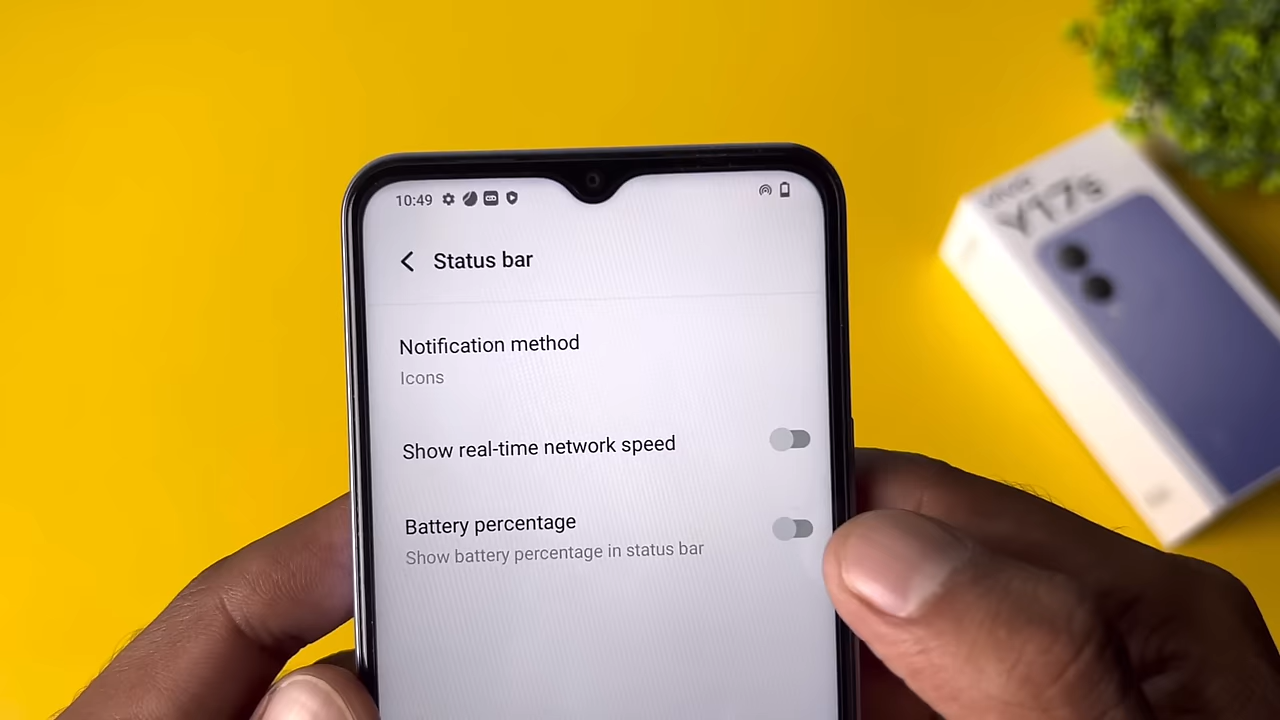 10:49
Status bar
Notification method
Icons
Show real-time network speed
Battery percentage
Show battery percentage in status bar
vivo
Y17s